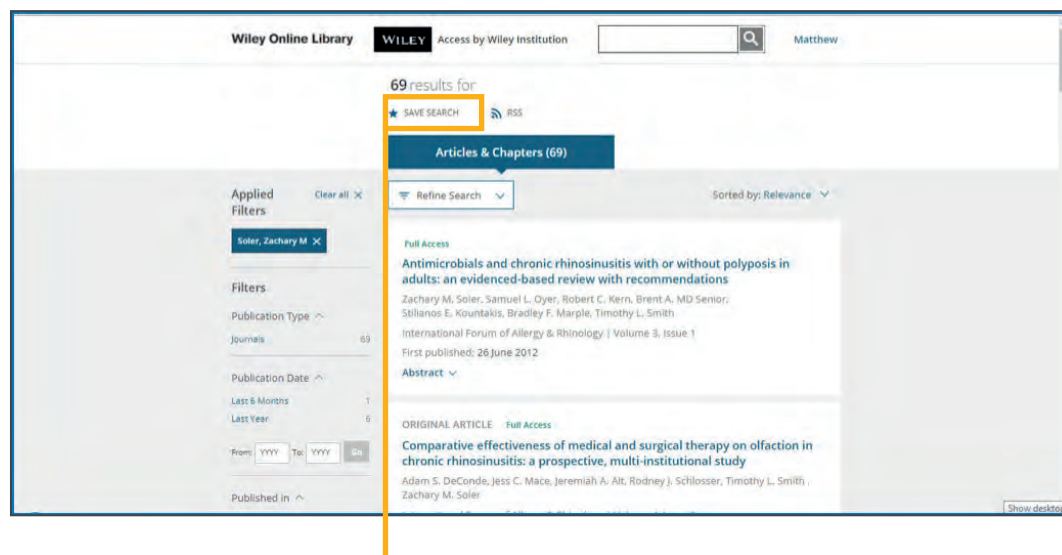 Wiley Online Library
WILEY Access by Wiley Institution
Matthew
69 results for
SAVE SEARCH
RSS
Articles & Chapters (69)
Applied Filters
Clear all X
Soler, Zachary M X
Filters
Publication Type
Journals 69
Publication Date
Last 6 Months 1
Last Year 6
From: YYYY To: YYYY Go
Published in
Refine Search
Sorted by: Relevance
Full Access
Antimicrobials and chronic rhinosinusitis with or without polyposis in
adults: an evidenced-based review with recommendations
Zachary M. Soler, Samuel L. Oyer, Robert C. Kern, Brent A. MD Senior,
Stilianos E. Kountakis, Bradley F. Marple, Timothy L. Smith
International Forum of Allergy & Rhinology | Volume 3, Issue 1
First published: 26 June 2012
Abstract
ORIGINAL ARTICLE Full Access
Comparative effectiveness of medical and surgical therapy on olfaction in
chronic rhinosinusitis: a prospective, multi-institutional study
Adam S. DeConde, Jess C. Mace, Jeremiah A. Alt, Rodney J. Schlosser, Timothy L. Smith ,
Zachary M. Soler
Show desktop